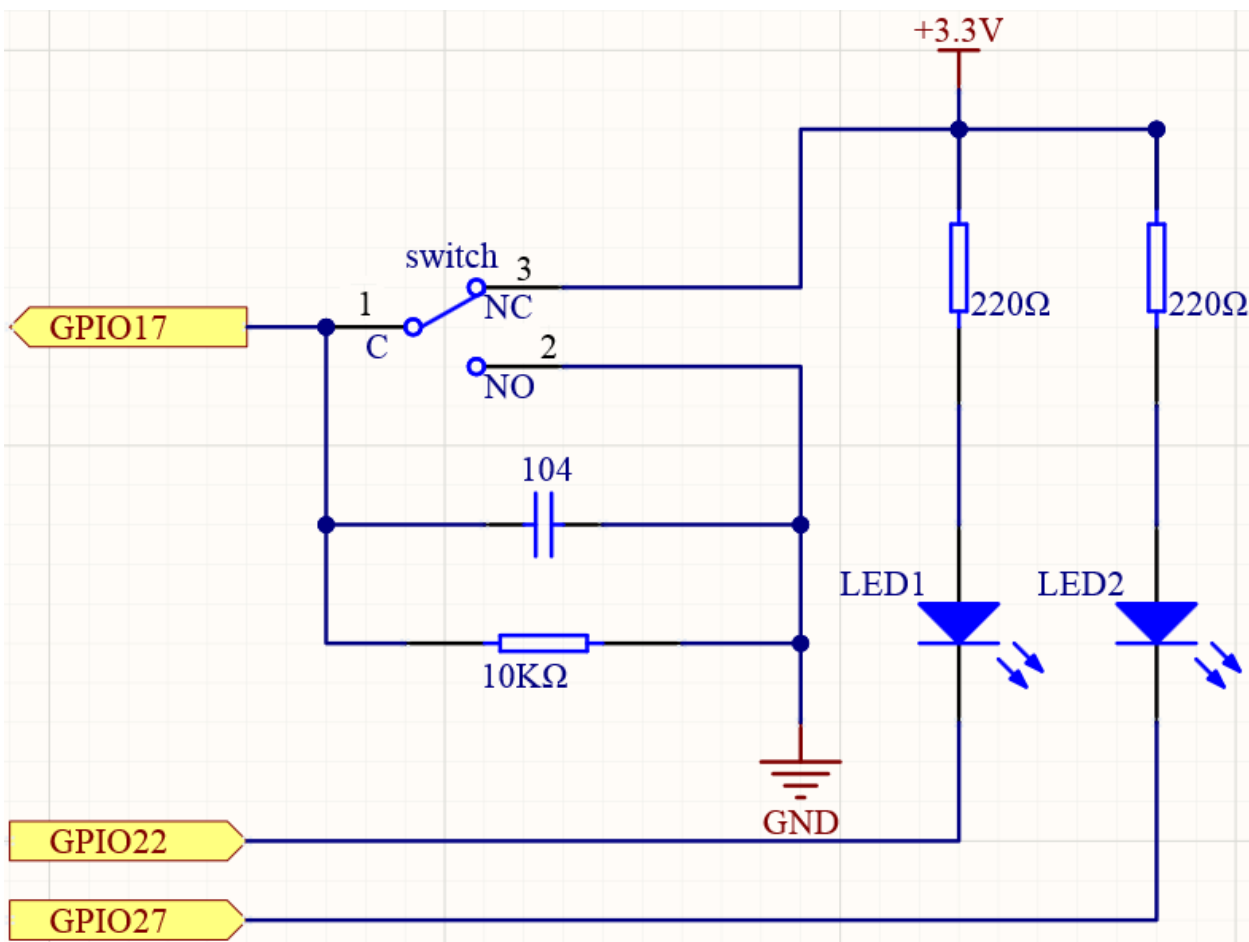 +3.3V
switch
3
NC
1
C
GPIO17
2
NO
220Ω
220Ω
104
10KΩ
LED1
LED2
GND
GPIO22
GPIO27